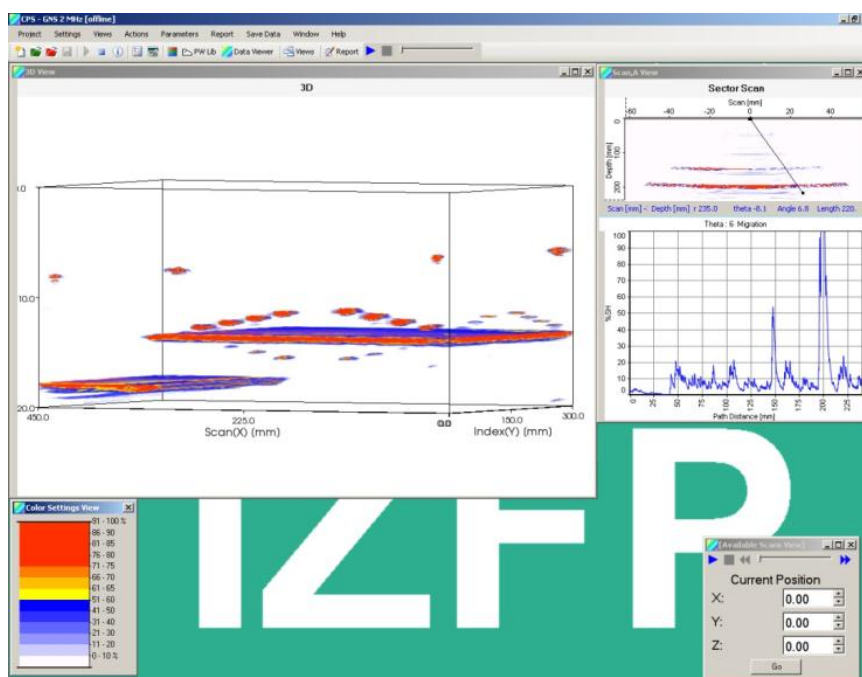 CPS - GNS 2 MHz [offline]
Project Settings Views Actions Parameters Report Save Data Window Help
PW Lib Data Viewer Views Report
3D View
3D
.0
10.0
20.0
450.0 225.0 0.0 150.0 300.0
Scan(X) (mm) Index(Y) (mm)
Scan,A View
Sector Scan
Scan [mm]
-60 -40 -20 0 20 40
Depth [mm]
0
100
200
Scan [mm] - Depth [mm] r 235.0 theta -8.1 Angle 6.8 Length 220.
Theta : 6 Migration
%SH
100
90
80
70
60
50
40
30
20
10
0
0 25 50 75 100 125 150 175 200 225
Path Distance [mm]
IZFP
Color Settings View
91 - 100 %
86 - 90
81 - 85
76 - 80
71 - 75
66 - 70
61 - 65
51 - 60
41 - 50
31 - 40
21 - 30
11 - 20
0 - 10 %
[Available Scans View]
Current Position
X: 0.00
Y: 0.00
Z: 0.00
Go